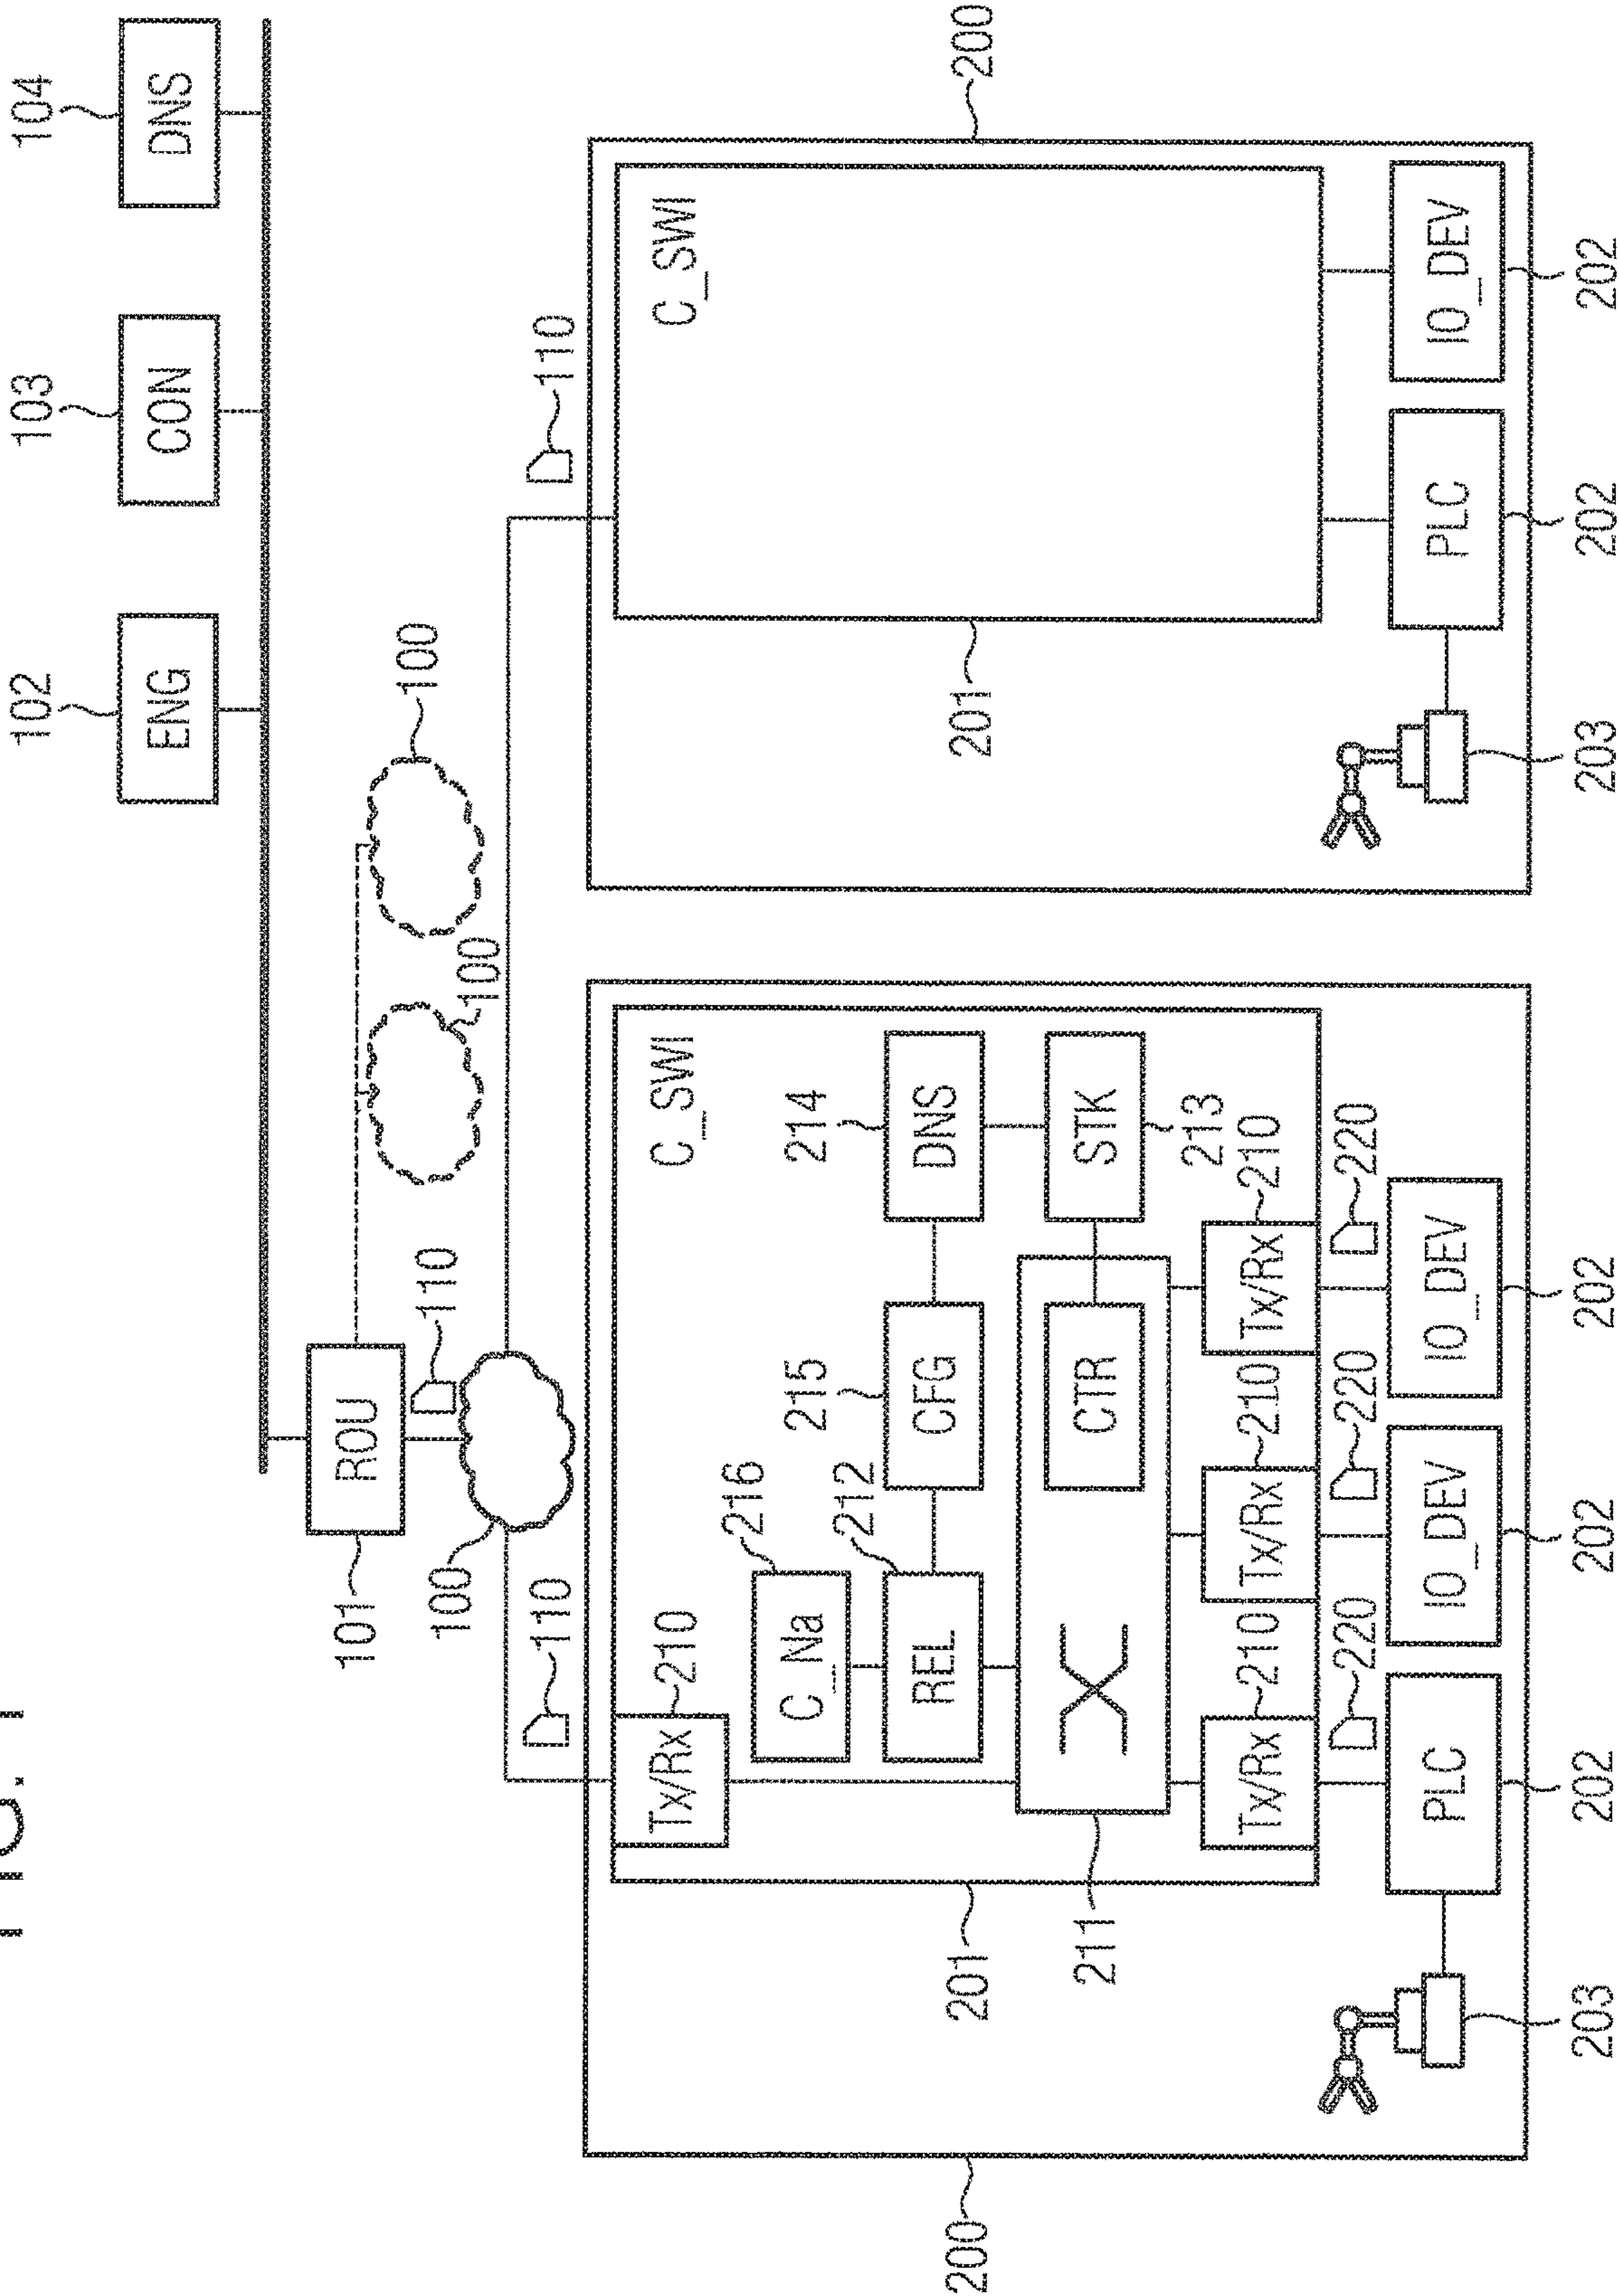 FIG. 1
102
103
104
ENG
CON
DNS
101
ROU
110
100
100
100
110
110
200
201
C_SWI
Tx/Rx
210
C_Na
216
REL
212
215
CFG
214
DNS
211
CTR
STK
213
Tx/Rx
210
Tx/Rx
210
Tx/Rx
210
220
220
220
PLC
IO_DEV
IO_DEV
203
202
202
202
200
201
C_SWI
PLC
IO_DEV
203
202
202